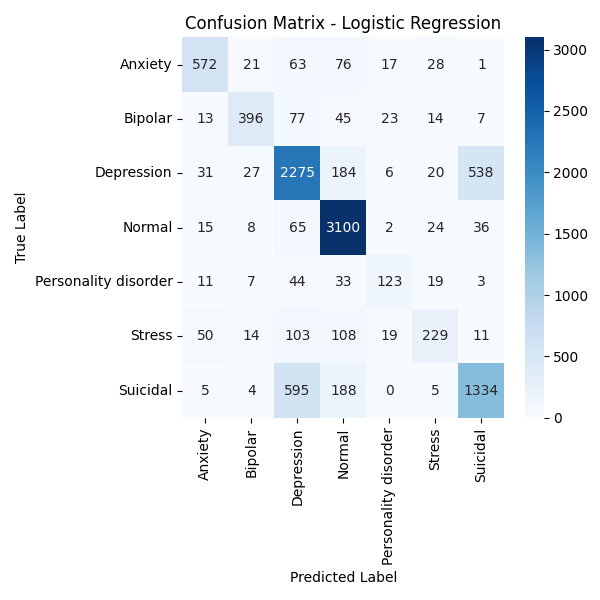 Confusion Matrix - Logistic Regression
Anxiety 572 21 63 76 17 28 1
Bipolar 13 396 77 45 23 14 7
Depression 31 27 2275 184 6 20 538
Normal 15 8 65 3100 2 24 36
Personality disorder 11 7 44 33 123 19 3
Stress 50 14 103 108 19 229 11
Suicidal 5 4 595 188 0 5 1334
True Label
Anxiety
Bipolar
Depression
Normal
Personality disorder
Stress
Suicidal
Predicted Label
3000
2500
2000
1500
1000
500
0